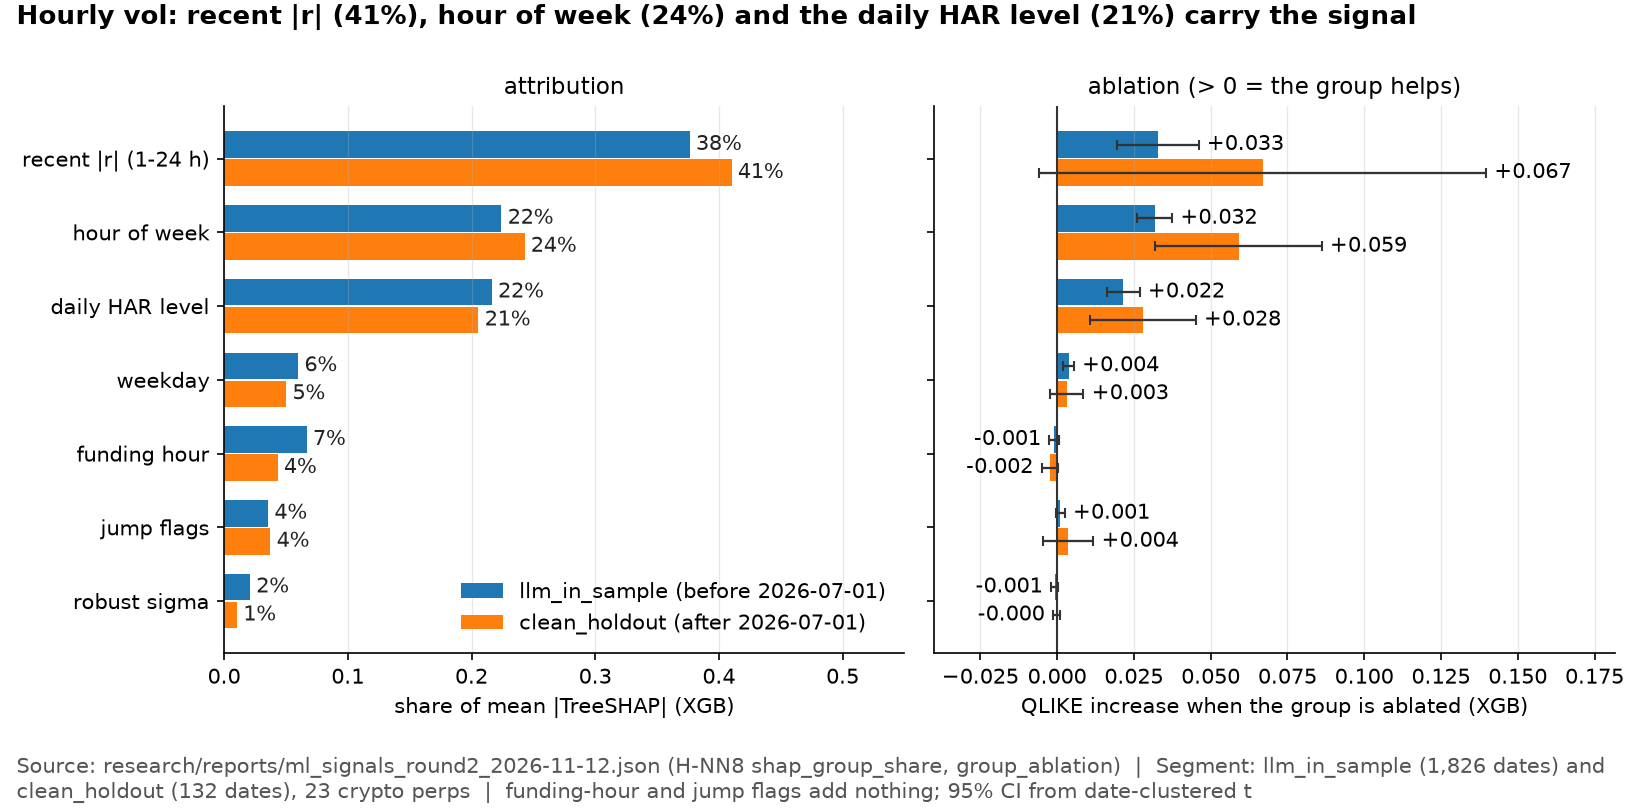 Hourly vol: recent |r| (41%), hour of week (24%) and the daily HAR level (21%) carry the signal
attribution
recent |r| (1-24 h)
38%
41%
hour of week
22%
24%
daily HAR level
22%
21%
weekday
6%
5%
funding hour
7%
4%
jump flags
4%
4%
robust sigma
2%
1%
llm_in_sample (before 2026-07-01)
clean_holdout (after 2026-07-01)
0.0 0.1 0.2 0.3 0.4 0.5
share of mean |TreeSHAP| (XGB)
ablation (> 0 = the group helps)
+0.033
+0.067
+0.032
+0.059
+0.022
+0.028
+0.004
+0.003
-0.001
-0.002
+0.001
+0.004
-0.001
-0.000
−0.025 0.000 0.025 0.050 0.075 0.100 0.125 0.150 0.175
QLIKE increase when the group is ablated (XGB)
Source: research/reports/ml_signals_round2_2026-11-12.json (H-NN8 shap_group_share, group_ablation) | Segment: llm_in_sample (1,826 dates) and
clean_holdout (132 dates), 23 crypto perps | funding-hour and jump flags add nothing; 95% CI from date-clustered t